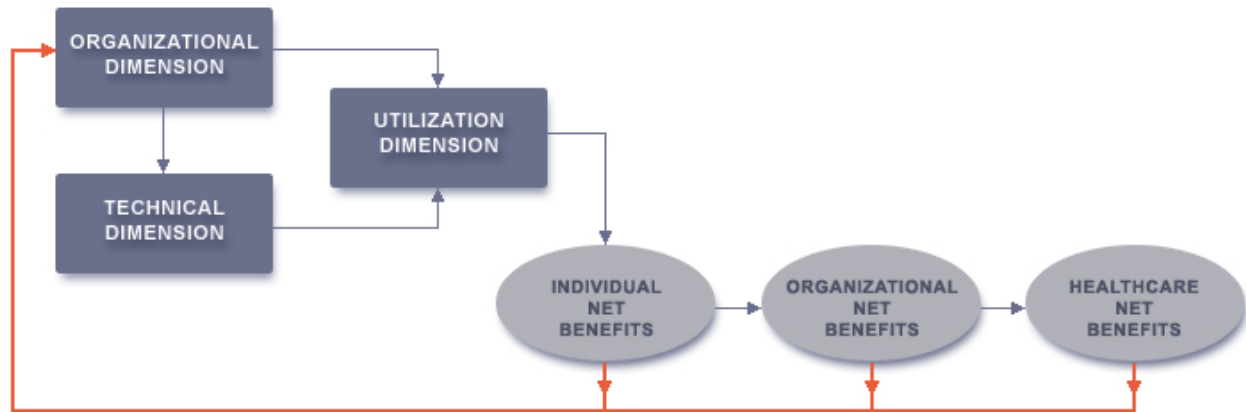 ORGANIZATIONAL
DIMENSION
UTILIZATION
DIMENSION
TECHNICAL
DIMENSION
INDIVIDUAL
NET
BENEFITS
ORGANIZATIONAL
NET
BENEFITS
HEALTHCARE
NET
BENEFITS